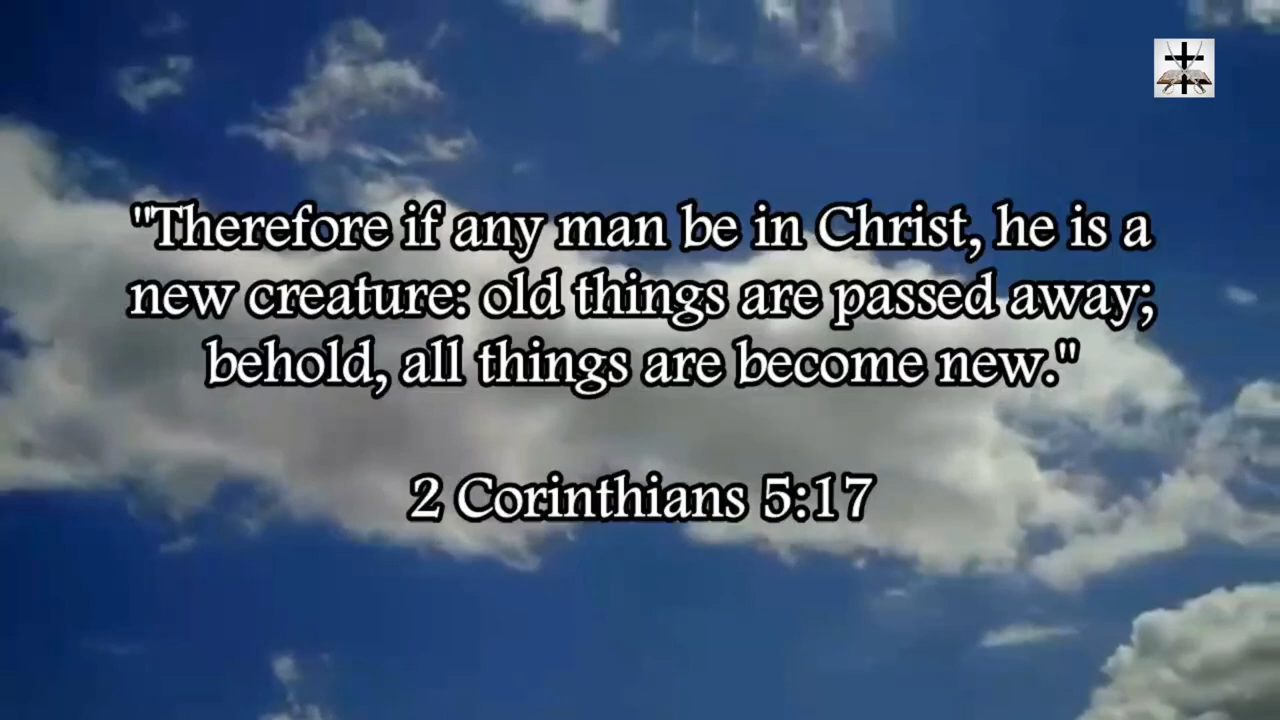 "Therefore if any man be in Christ, he is a
new creature: old things are passed away;
behold, all things are become new."
2 Corinthians 5:17